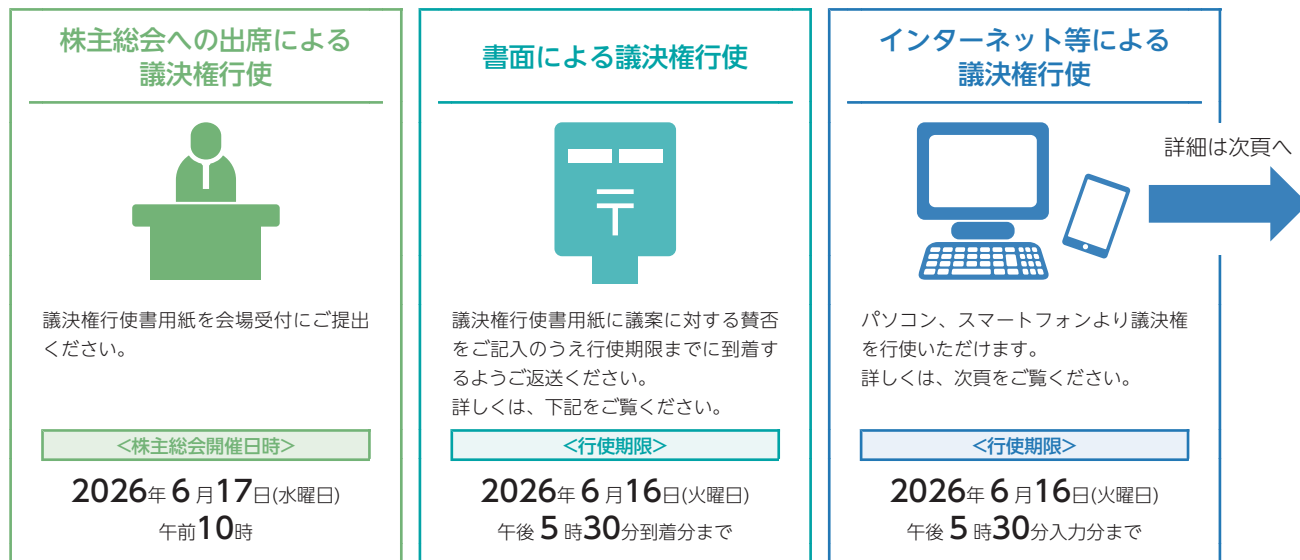 株主総会への出席による
議決権行使
議決権行使書用紙を会場受付にご提出
ください。
<株主総会開催日時>
2026年6月17日(水曜日)
午前10時
書面による議決権行使
〒
議決権行使書用紙に議案に対する賛否
をご記入のうえ行使期限までに到着す
るようご返送ください。
詳しくは、下記をご覧ください。
<行使期限>
2026年6月16日(火曜日)
午後5時30分到着分まで
インターネット等による
議決権行使
詳細は次頁へ
パソコン、スマートフォンより議決権
を行使いただけます。
詳しくは、次頁をご覧ください。
<行使期限>
2026年6月16日(火曜日)
午後5時30分入力分まで